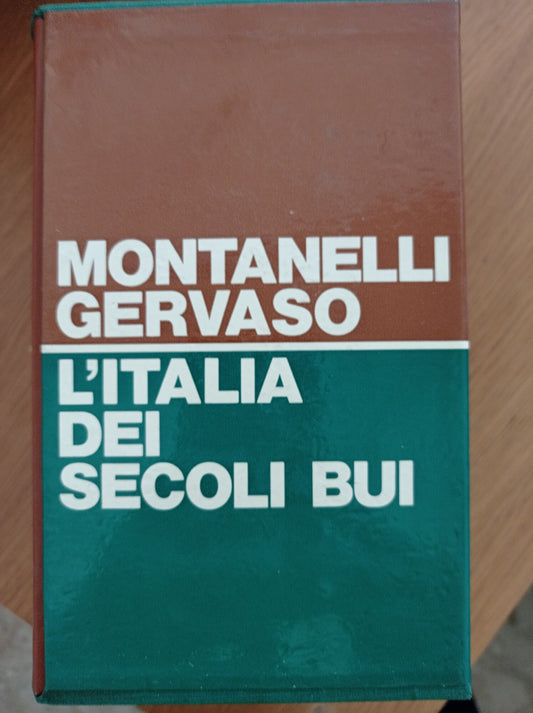 MONTANELLI
GERVASO
L'ITALIA
DEI
SECOLI BUI